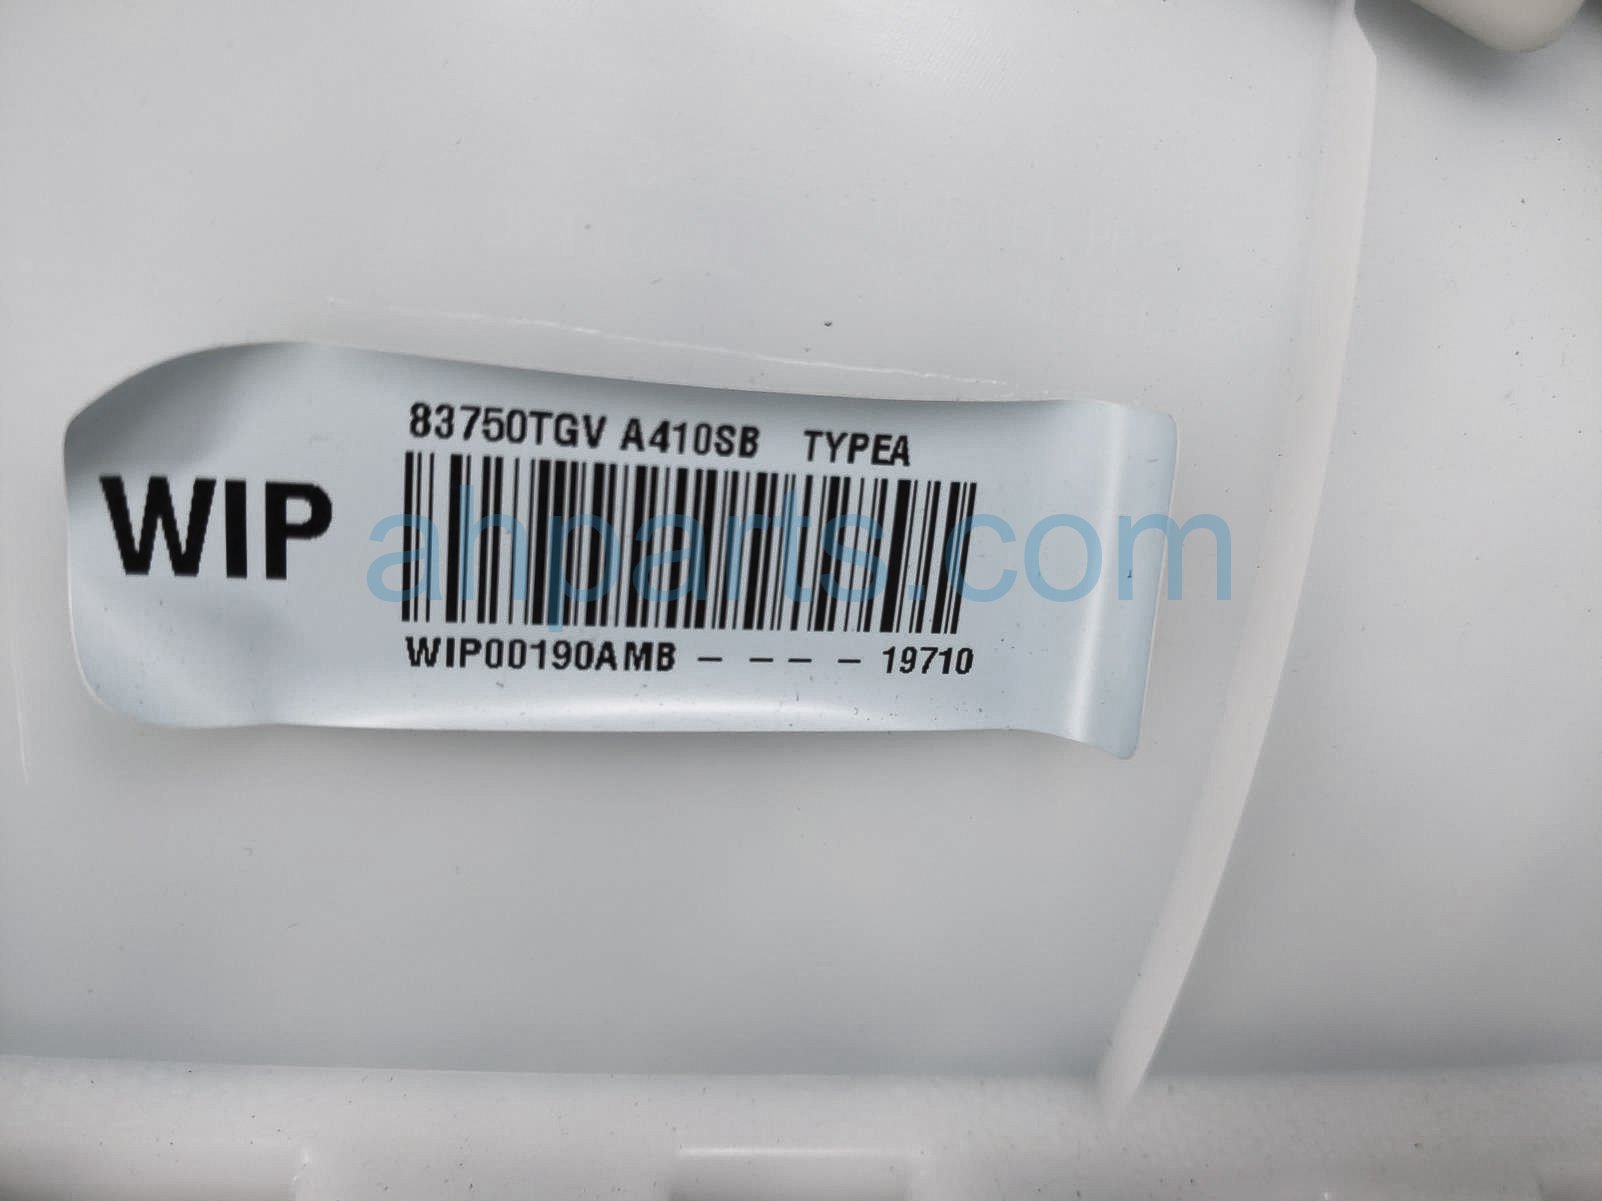 83750TGV A410SB TYPEA
WIP
ahparts.com
WIP00190AMB - - - - 19710